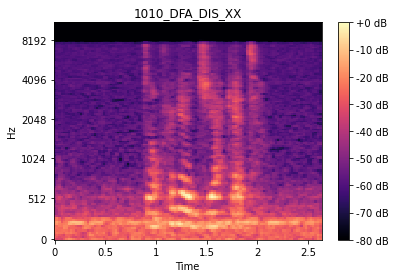 1010_DFA_DIS_XX
+0 dB
8192
-10 dB
4096
-20 dB
-30 dB
2048
Hz
-40 dB
1024
-50 dB
512
-60 dB
-70 dB
0
-80 dB
0 0.5 1 1.5 2 2.5
Time